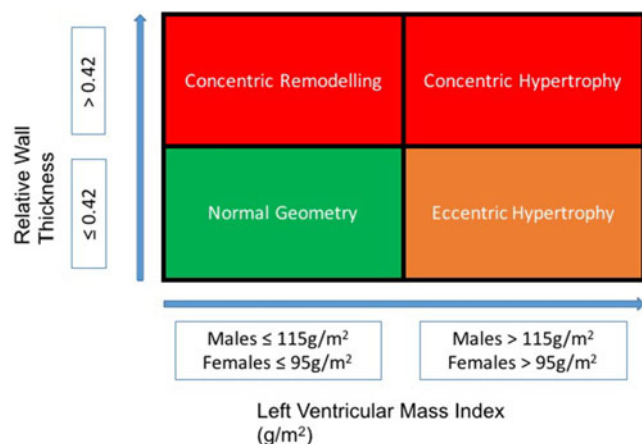 Relative Wall
Thickness
> 0.42
≤ 0.42
Concentric Remodelling
Concentric Hypertrophy
Normal Geometry
Eccentric Hypertrophy
Males ≤ 115g/m²
Females ≤ 95g/m²
Males > 115g/m²
Females > 95g/m²
Left Ventricular Mass Index
(g/m²)